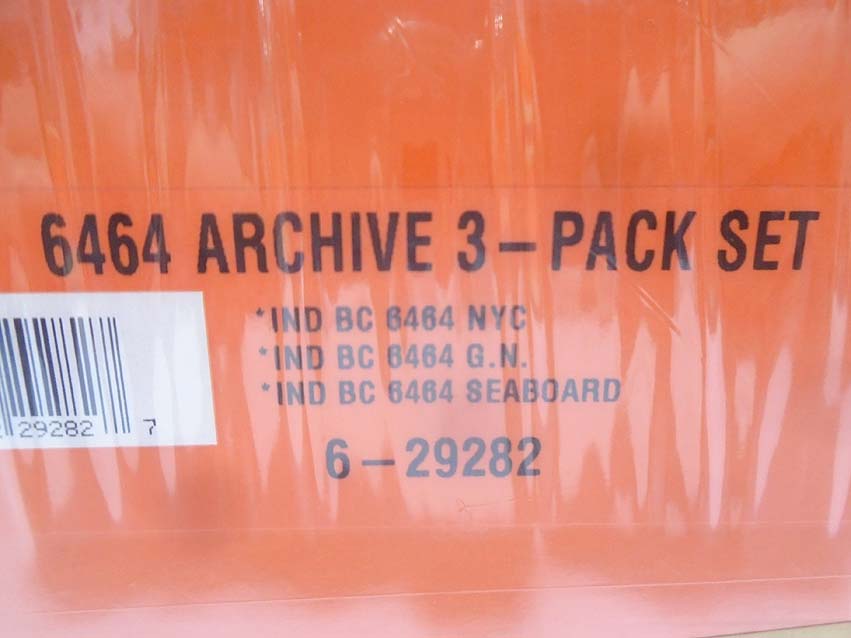 6464 ARCHIVE 3-PACK SET
*IND BC 6464 NYC
*IND BC 6464 G.N.
*IND BC 6464 SEABOARD
29282 7
6-29282